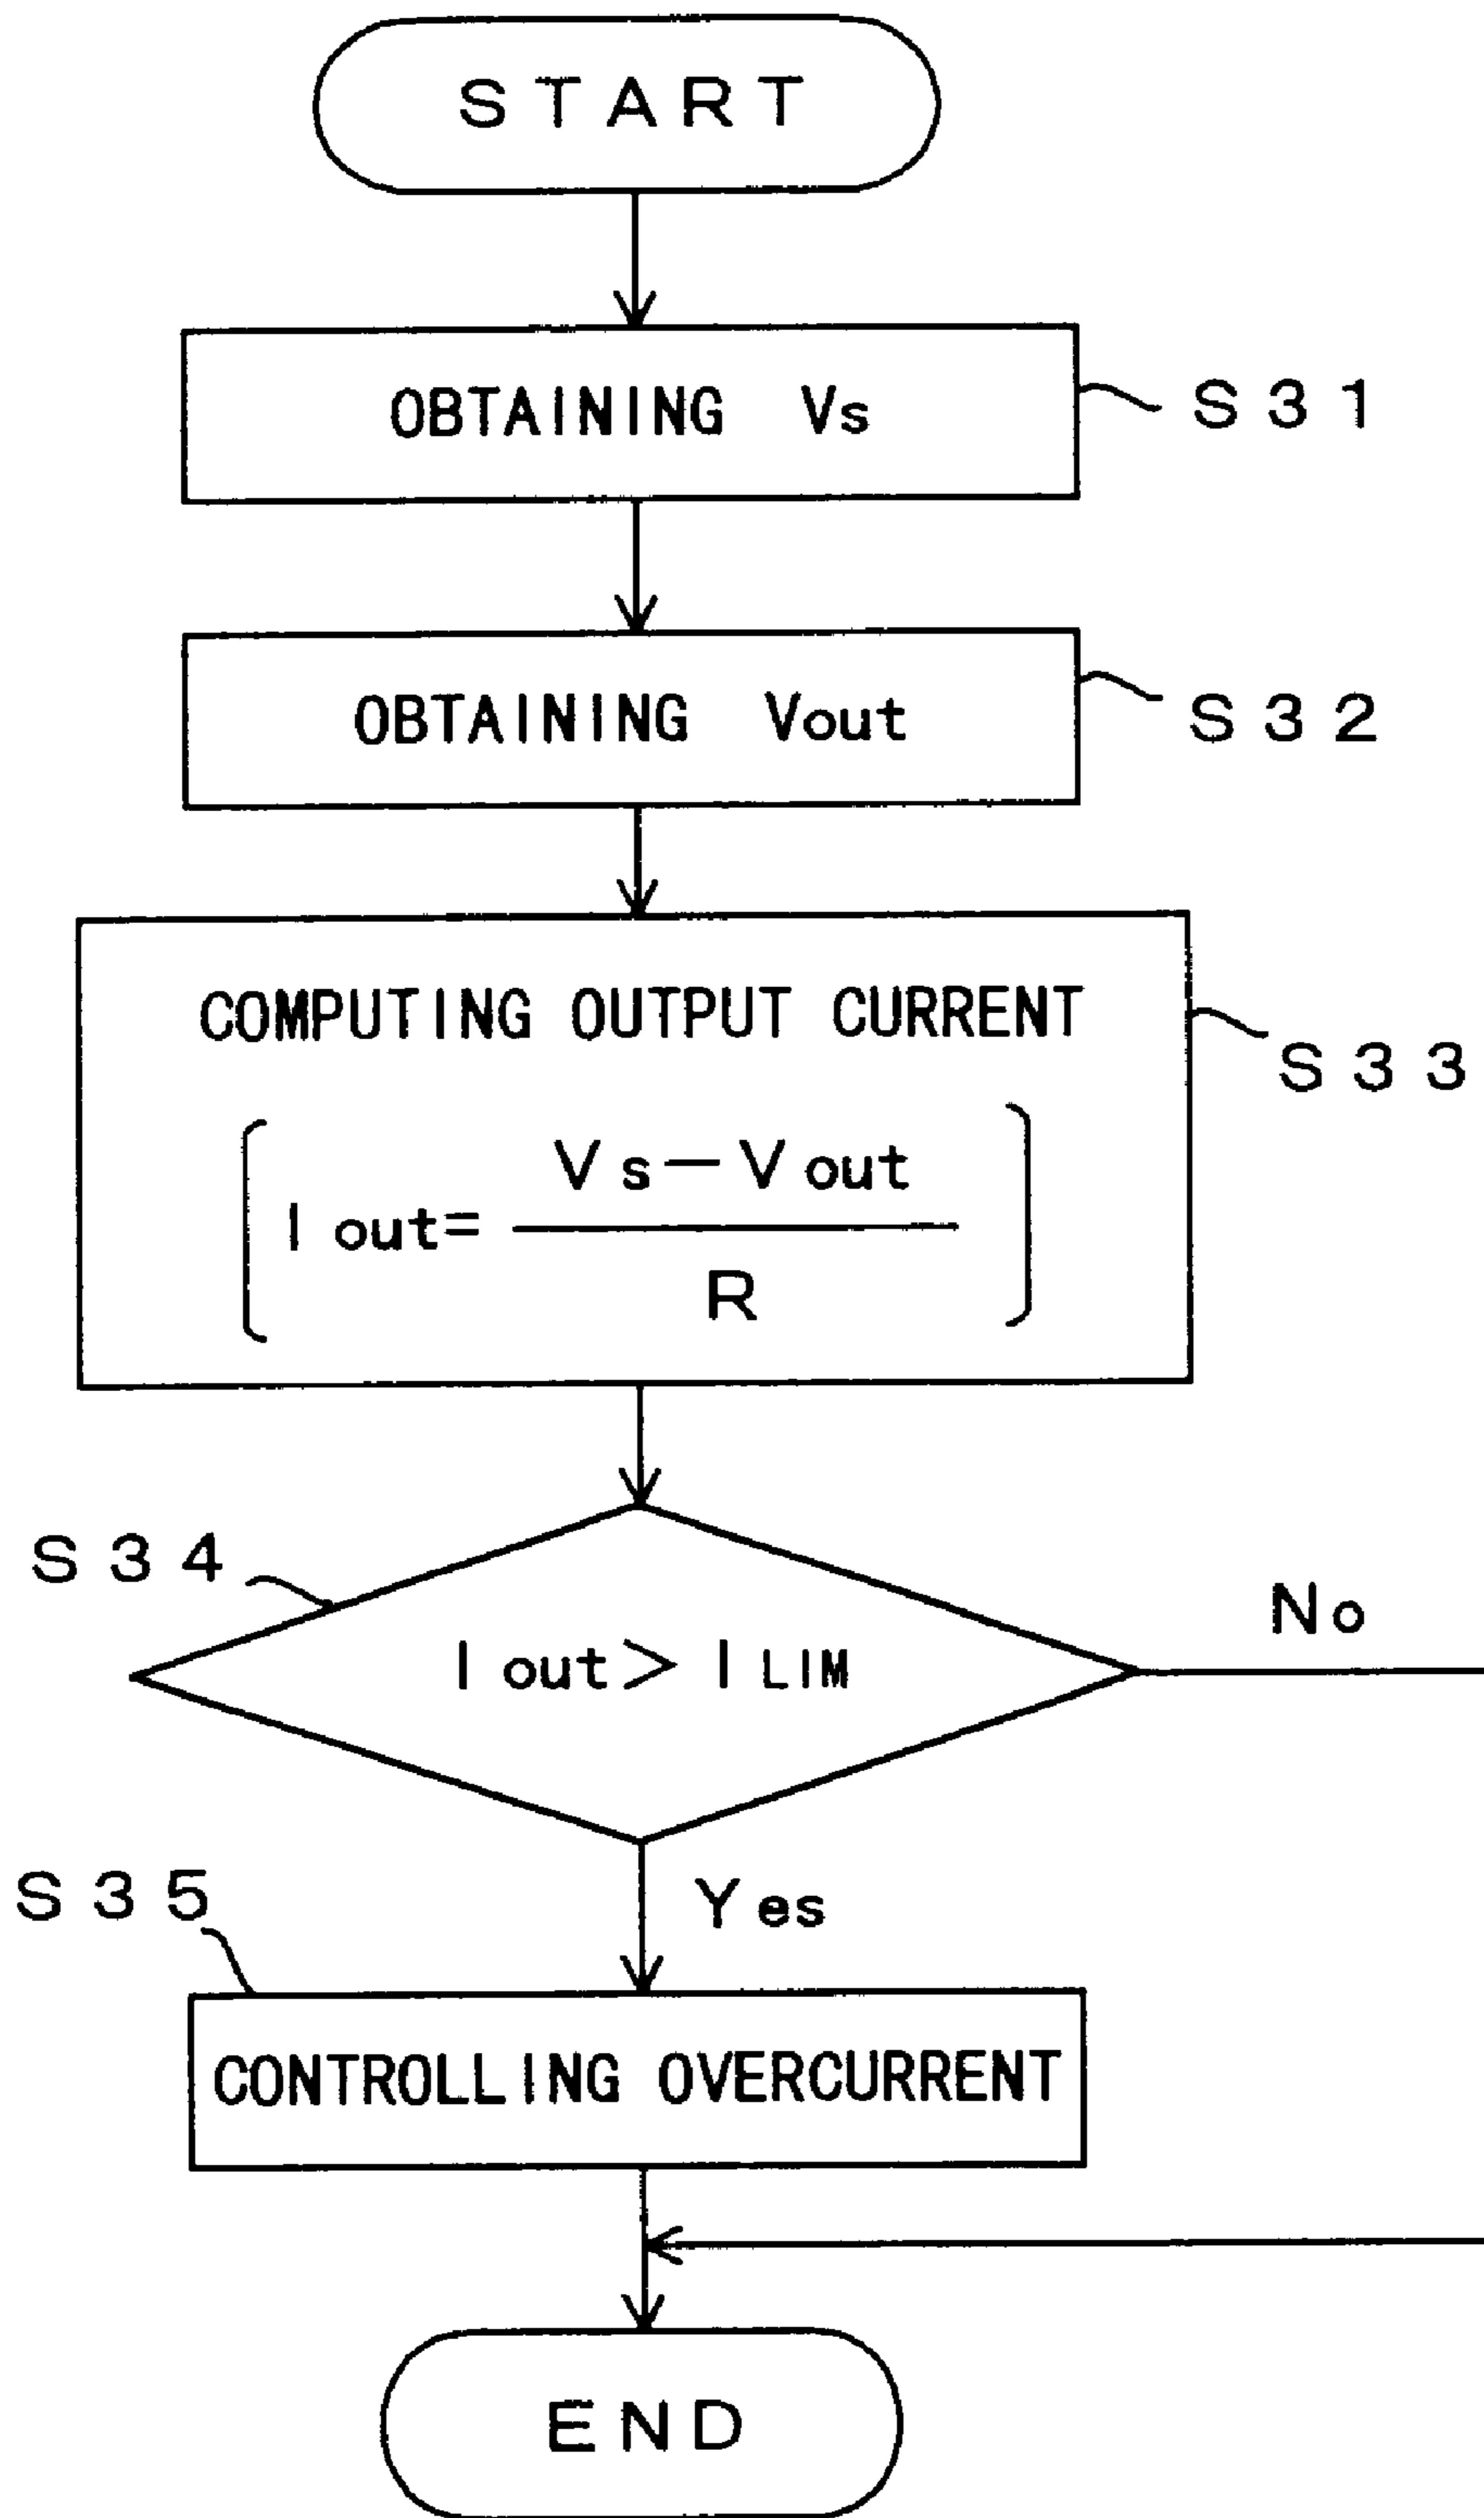 START
OBTAINING Vs
S31
OBTAINING Vout
S32
COMPUTING OUTPUT CURRENT
S33
Iout= Vs-Vout
R
S34
Iout>ILIM
No
Yes
S35
CONTROLLING OVERCURRENT
END